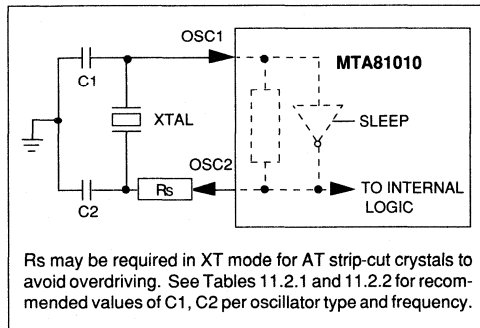 OSC1
MTA81010
C1
XTAL
SLEEP
OSC2
Rs
C2
TO INTERNAL
LOGIC
Rs may be required in XT mode for AT strip-cut crystals to
avoid overdriving. See Tables 11.2.1 and 11.2.2 for recom-
mended values of C1, C2 per oscillator type and frequency.